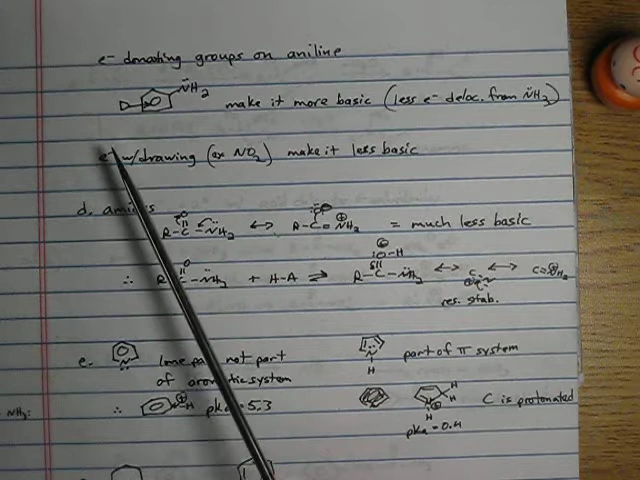 e- donating groups on aniline
D NH2 make it more basic (less e- deloc. from NH2)
e- w/drawing (ex NO2) make it less basic
d. amides R-C-NH2 ↔ R-C=NH2 = much less basic
∴ R-C-NH2 + H-A ⇌ R-C-NH2 ↔ C ↔ C=NH2
res. stab.
e. N lone pair not part of aromatic system
∴ N-H pka = 5.3
N H part of π system
C is protonated
pka = 0.4
NH3: